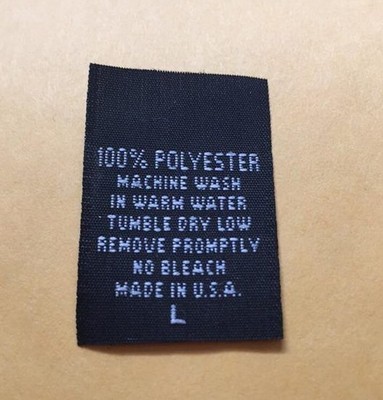 100% POLYESTER
MACHINE WASH
IN WARM WATER
TUMBLE DRY LOW
REMOVE PROMPTLY
NO BLEACH
MADE IN U.S.A.
L